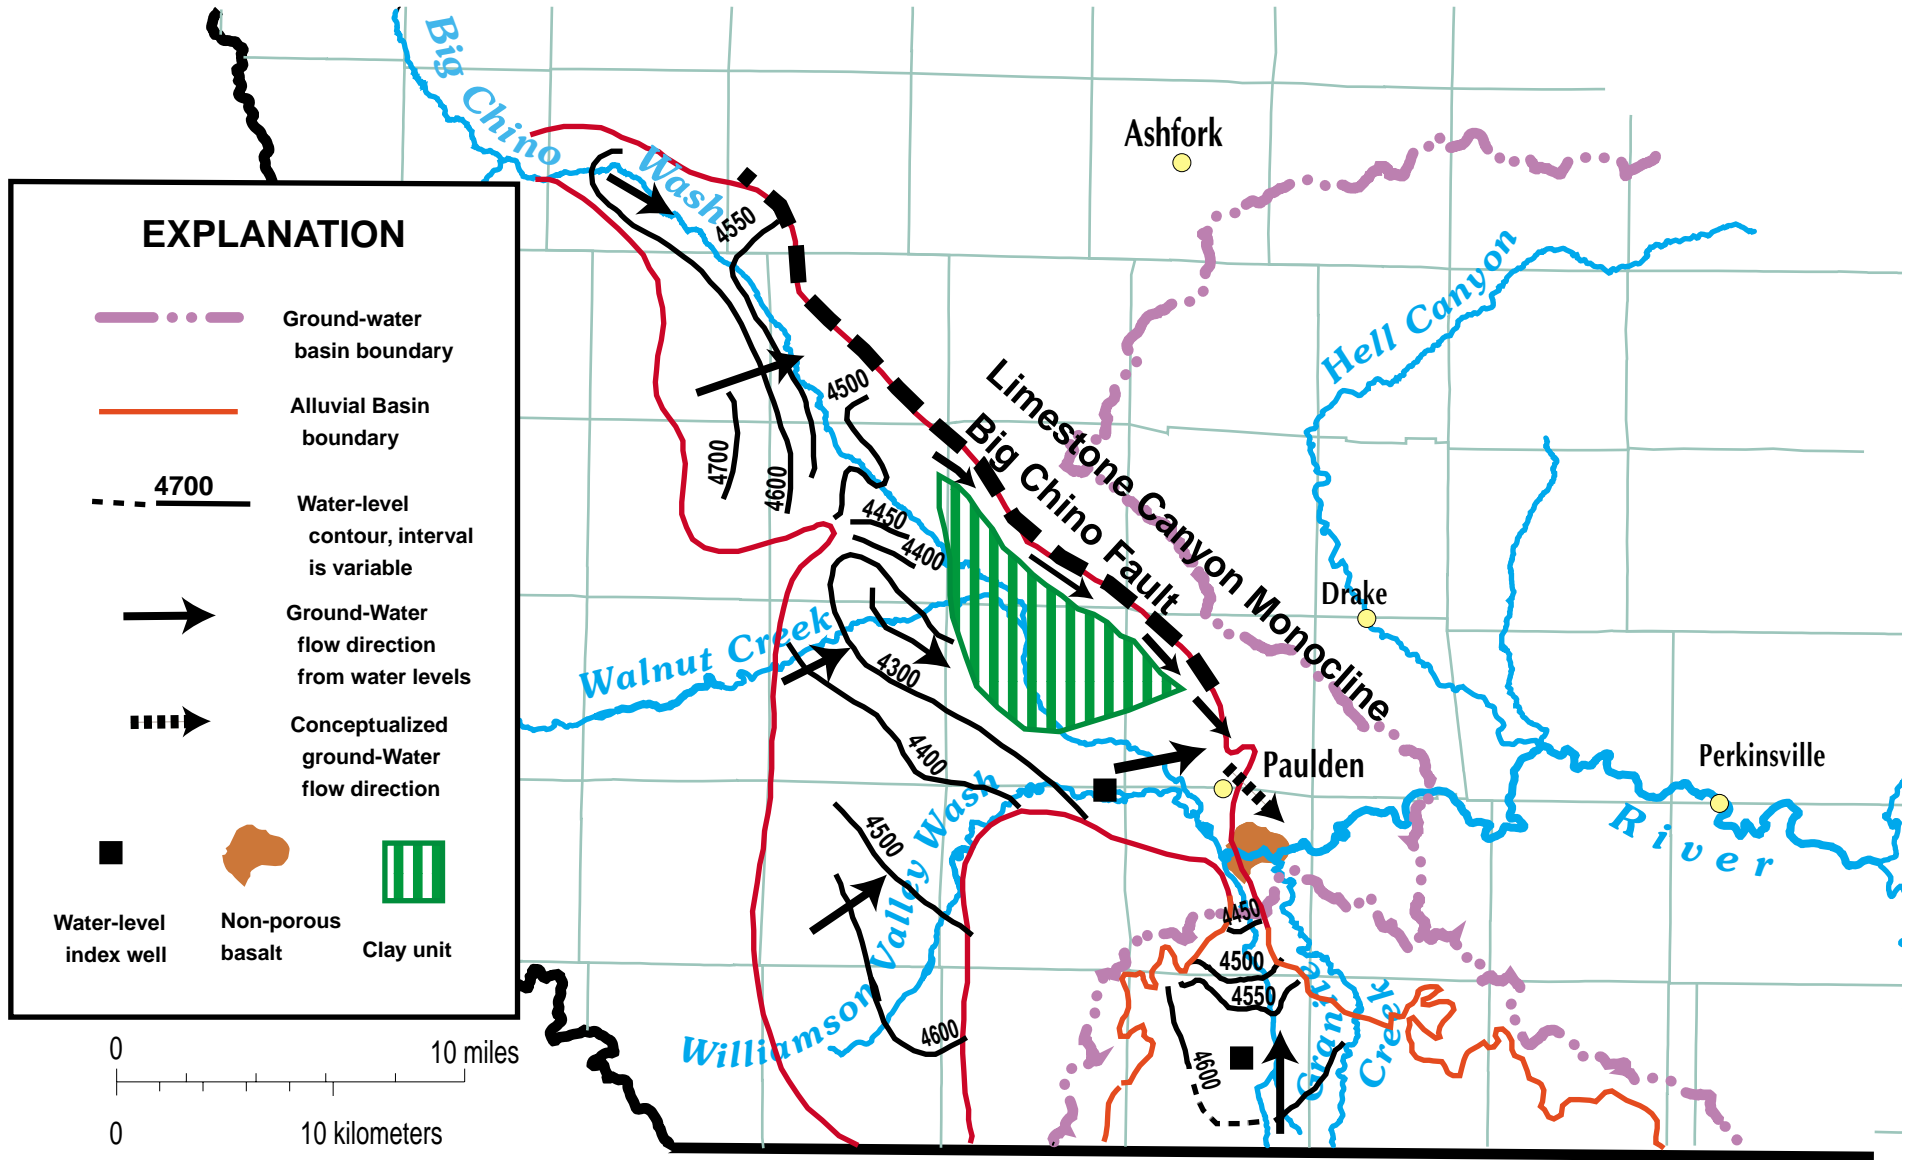 Big Chino Wash
Ashfork
EXPLANATION
Ground-water
basin boundary
Alluvial Basin
boundary
4700
Water-level
contour, interval
is variable
Ground-Water
flow direction
from water levels
Conceptualized
ground-Water
flow direction
Water-level
index well
Non-porous
basalt
Clay unit
0
10 miles
0
10 kilometers
4550
4500
4700
4600
4450
4400
4300
4400
4500
4600
4450
4500
4550
4600
Hell Canyon
Limestone Canyon Monocline
Big Chino Fault
Drake
Walnut Creek
Paulden
Perkinsville
River
Williamson Valley Wash
Granite
Creek